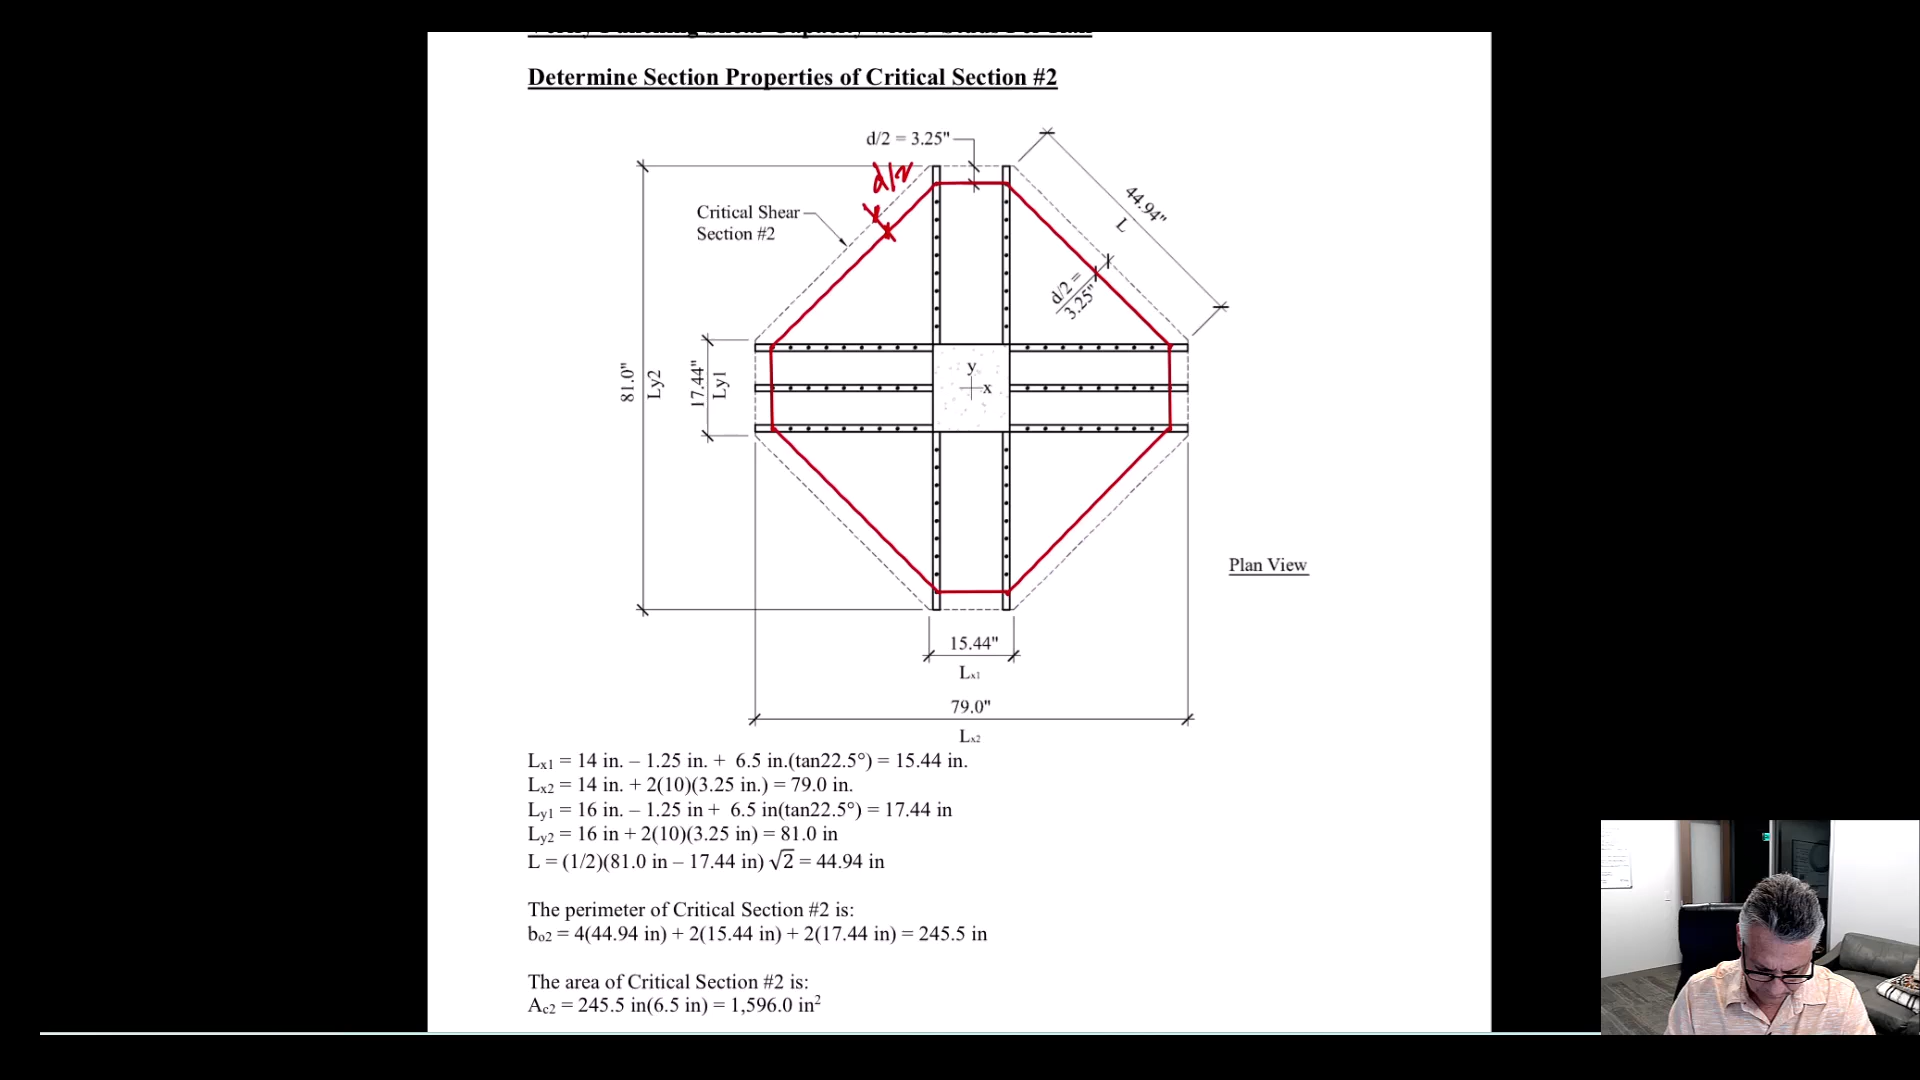 Determine Section Properties of Critical Section #2
d/2 = 3.25"
d/2
44.94"
L
Critical Shear
Section #2
d/2 =
3.25"
81.0"
Ly2
17.44"
Ly1
y
x
Plan View
15.44"
Lx1
79.0"
Lx2
Lx1 = 14 in. – 1.25 in. + 6.5 in.(tan22.5°) = 15.44 in.
Lx2 = 14 in. + 2(10)(3.25 in.) = 79.0 in.
Ly1 = 16 in. – 1.25 in + 6.5 in(tan22.5°) = 17.44 in
Ly2 = 16 in + 2(10)(3.25 in) = 81.0 in
L = (1/2)(81.0 in – 17.44 in) √2 = 44.94 in
The perimeter of Critical Section #2 is:
bo2 = 4(44.94 in) + 2(15.44 in) + 2(17.44 in) = 245.5 in
The area of Critical Section #2 is:
Ac2 = 245.5 in(6.5 in) = 1,596.0 in²